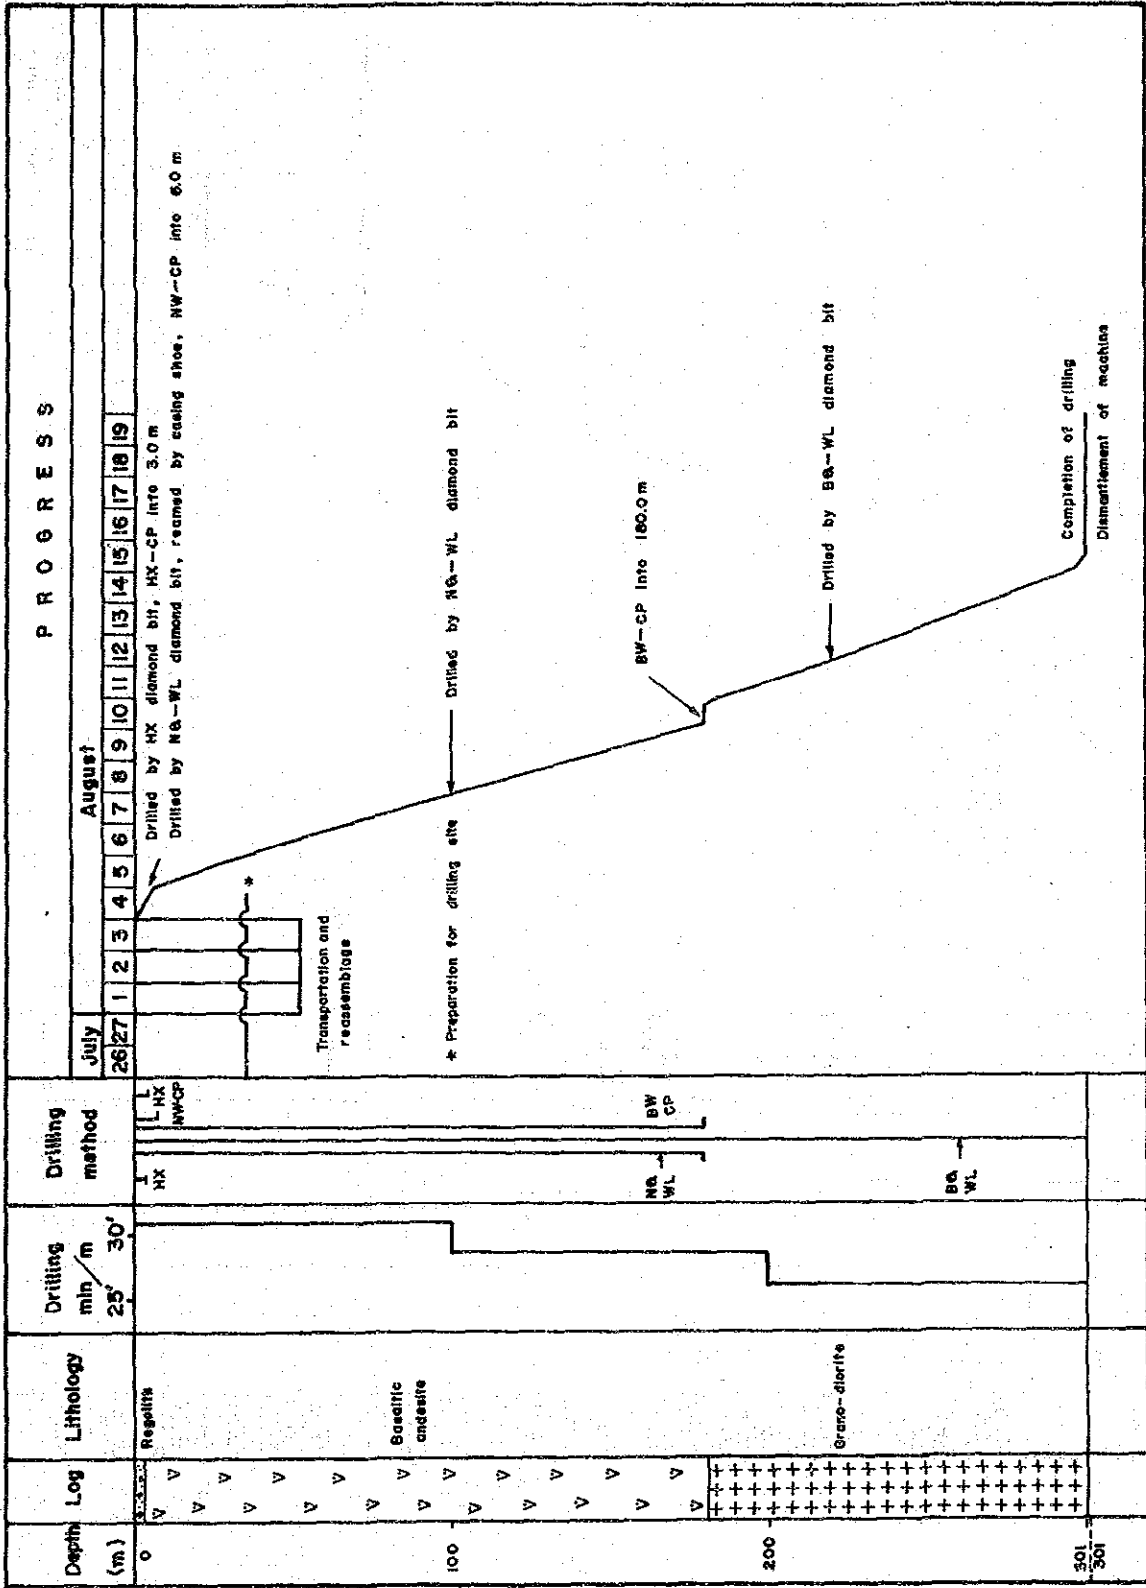 Depth
(m)
Log
Lithology
Drilling
min/m
25' 30'
Drilling
method
PROGRESS
July
August
26 27 1 2 3 4 5 6 7 8 9 10 11 12 13 14 15 16 17 18 19
0
100
200
301
301
Regolith
Basaltic
andesite
Grano-diorite
HX
HX
NW-CP
NQ
WL
BW
CP
BQ
WL
Drilled by HX diamond bit, HX-CP into 3.0 m
Drilled by NQ-WL diamond bit, reamed by casing shoe, NW-CP into 6.0 m
*
Transportation and
reassemblage
* Preparation for drilling site
Drilled by NQ-WL diamond bit
BW-CP into 180.0 m
Drilled by BQ-WL diamond bit
Completion of drilling
Dismantlement of machine